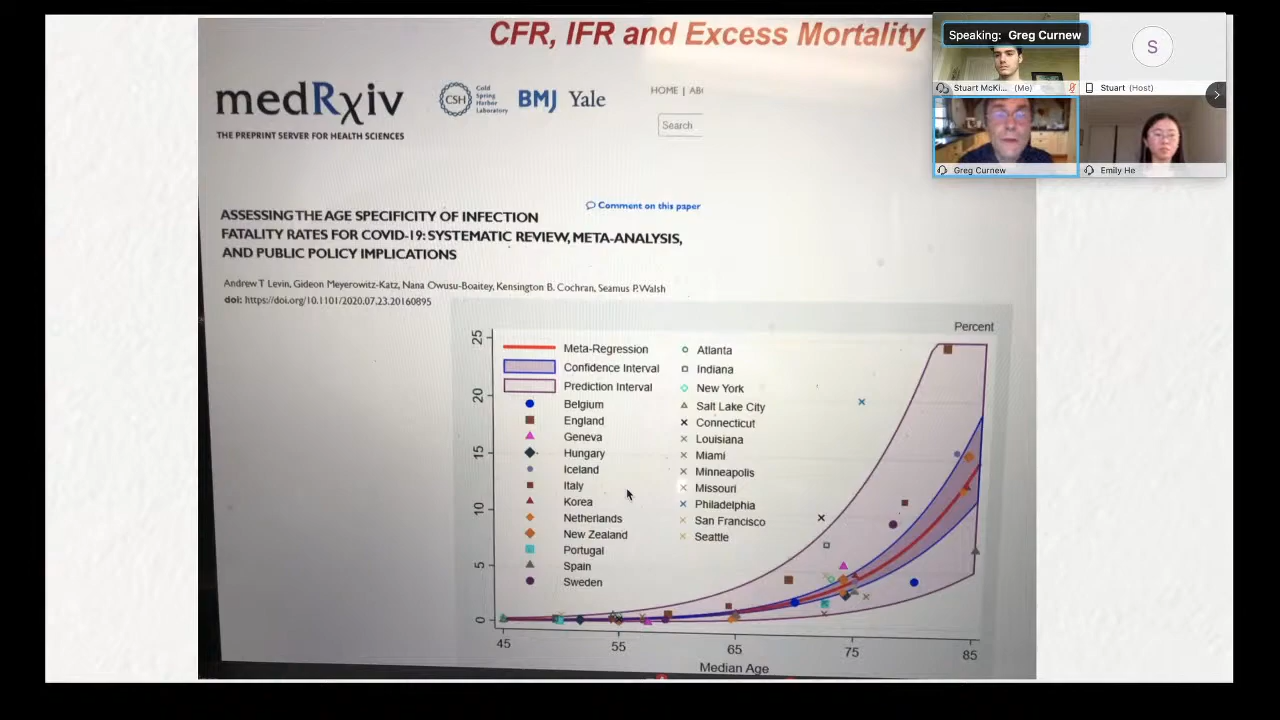 CFR, IFR and Excess Mortality
Speaking: Greg Curnew
S
Stuart McKi... (Me)
Stuart (Host)
Greg Curnew
Emily He
medRxiv
THE PREPRINT SERVER FOR HEALTH SCIENCES
CSH
Cold
Spring
Harbor
Laboratory
BMJ Yale
HOME | AB
Search
Comment on this paper
ASSESSING THE AGE SPECIFICITY OF INFECTION
FATALITY RATES FOR COVID-19: SYSTEMATIC REVIEW, META-ANALYSIS,
AND PUBLIC POLICY IMPLICATIONS
Andrew T Levin, Gideon Meyerowitz-Katz, Nana Owusu-Boaitey, Kensington B. Cochran, Seamus P. Walsh
doi: https://doi.org/10.1101/2020.07.23.20160895
Percent
25
20
15
10
5
0
Meta-Regression
Confidence Interval
Prediction Interval
Belgium
England
Geneva
Hungary
Iceland
Italy
Korea
Netherlands
New Zealand
Portugal
Spain
Sweden
Atlanta
Indiana
New York
Salt Lake City
Connecticut
Louisiana
Miami
Minneapolis
Missouri
Philadelphia
San Francisco
Seattle
45 55 65 75 85
Median Age